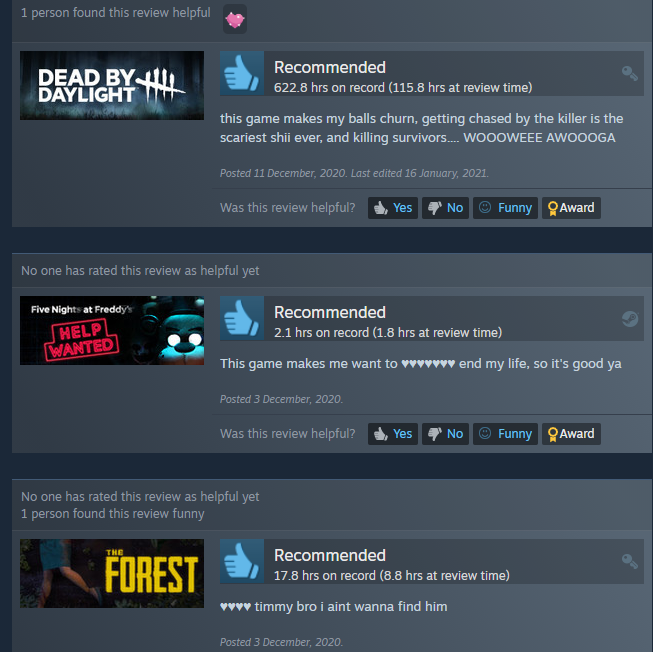 1 person found this review helpful
DEAD BY
DAYLIGHT
Recommended
622.8 hrs on record (115.8 hrs at review time)
this game makes my balls churn, getting chased by the killer is the
scariest shii ever, and killing survivors.... WOOOWEEE AWOOOGA
Posted 11 December, 2020. Last edited 16 January, 2021.
Was this review helpful? Yes No Funny Award
No one has rated this review as helpful yet
Five Nights at Freddy's
HELP
WANTED
Recommended
2.1 hrs on record (1.8 hrs at review time)
This game makes me want to ♥♥♥♥♥♥♥ end my life, so it's good ya
Posted 3 December, 2020.
Was this review helpful? Yes No Funny Award
No one has rated this review as helpful yet
1 person found this review funny
THE
FOREST
Recommended
17.8 hrs on record (8.8 hrs at review time)
♥♥♥♥ timmy bro i aint wanna find him
Posted 3 December, 2020.